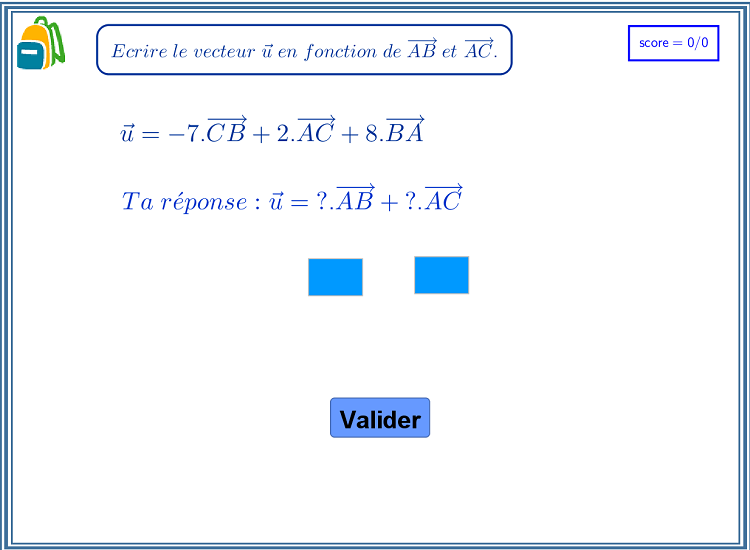 Ecrire le vecteur $\vec{u}$ en fonction de $\overrightarrow{AB}$ et $\overrightarrow{AC}$.
score = 0/0
$\vec{u} = -7.\overrightarrow{CB} + 2.\overrightarrow{AC} + 8.\overrightarrow{BA}$
Ta réponse : $\vec{u} = ?.\overrightarrow{AB} + ?.\overrightarrow{AC}$
Valider